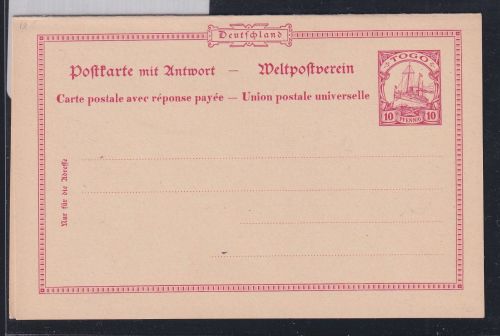 Deutschland
Postkarte mit Antwort — Weltpostverein
Carte postale avec réponse payée — Union postale universelle
TOGO
10 PFENNIG 10
Nur für die Adresse